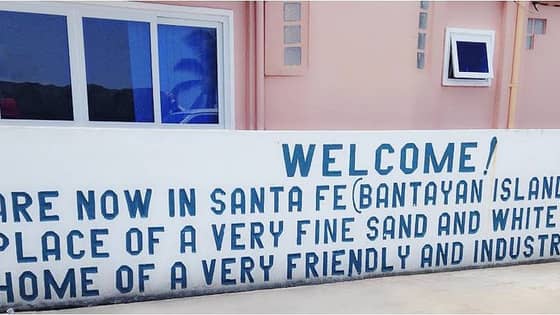 WELCOME!
ARE NOW IN SANTA FE (BANTAYAN ISLAND
PLACE OF A VERY FINE SAND AND WHITE
HOME OF A VERY FRIENDLY AND INDUSTR